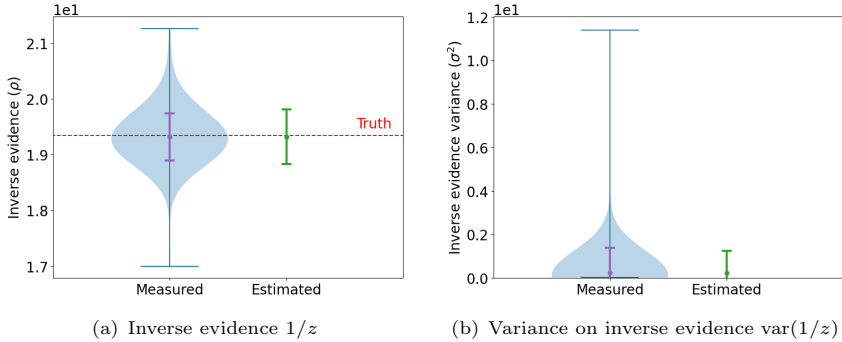 1e1
2.1
2.0
1.9
1.8
1.7
Inverse evidence (ρ)
Truth
Measured
Estimated
(a) Inverse evidence 1/z
1e1
1.2
1.0
0.8
0.6
0.4
0.2
0.0
Inverse evidence variance (σ²)
Measured
Estimated
(b) Variance on inverse evidence var(1/z)